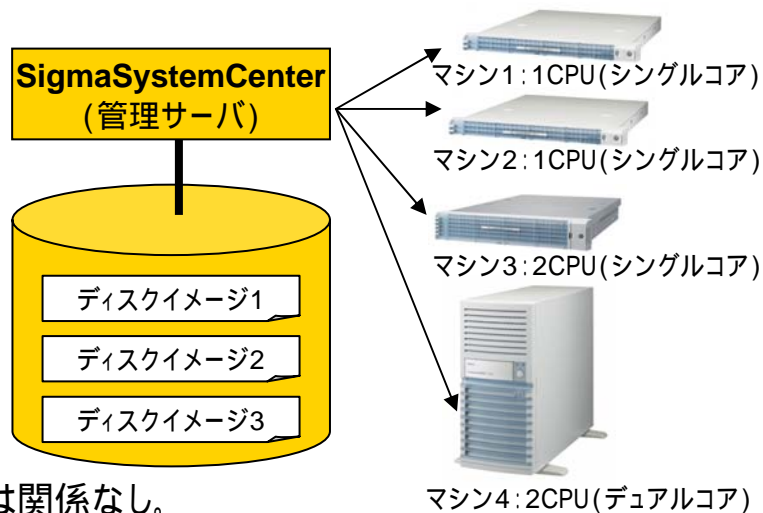 SigmaSystemCenter
(管理サーバ)
マシン1:1CPU(シングルコア)
マシン2:1CPU(シングルコア)
マシン3:2CPU(シングルコア)
ディスクイメージ1
ディスクイメージ2
ディスクイメージ3
は関係なし。
マシン4:2CPU(デュアルコア)